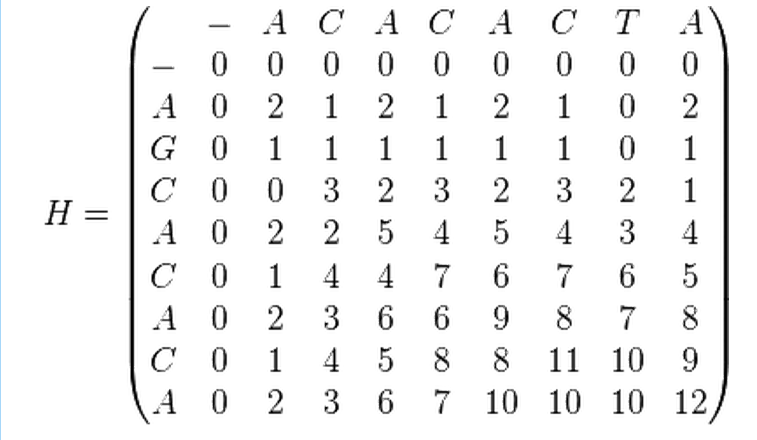 − A C A C A C T A
− 0 0 0 0 0 0 0 0 0
A 0 2 1 2 1 2 1 0 2
G 0 1 1 1 1 1 1 0 1
C 0 0 3 2 3 2 3 2 1
H =
A 0 2 2 5 4 5 4 3 4
C 0 1 4 4 7 6 7 6 5
A 0 2 3 6 6 9 8 7 8
C 0 1 4 5 8 8 11 10 9
A 0 2 3 6 7 10 10 10 12